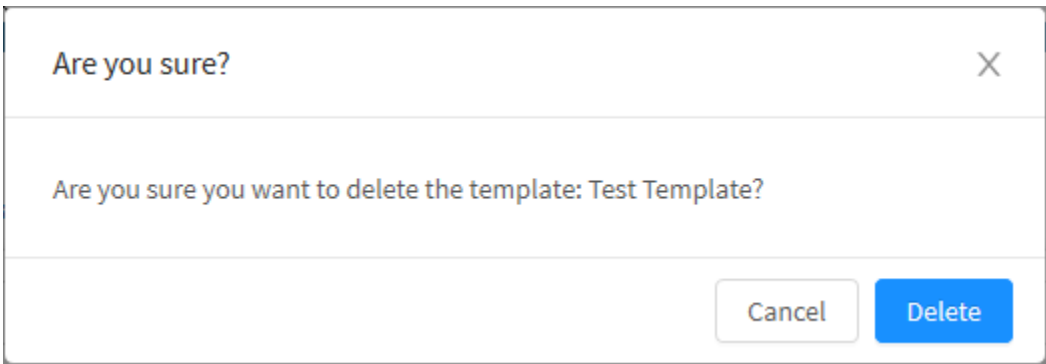 Are you sure?
Are you sure you want to delete the template: Test Template?
Cancel
Delete